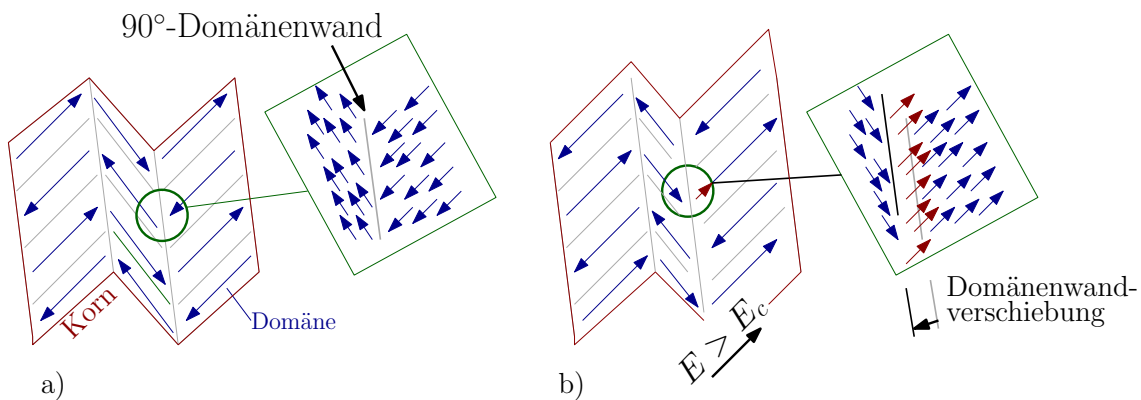 90°-Domänenwand
Korn
Domäne
a)
E > E_c
Domänenwand-
verschiebung
b)